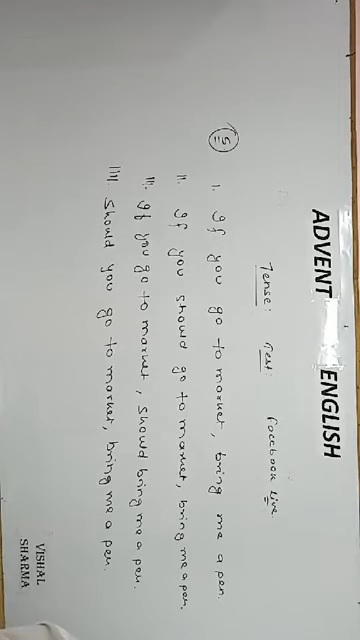 ADVENT ENGLISH
Tense: Test: Facebook Live
5
i. If you go to market, bring me a pen.
ii. If you should go to market, bring me a pen.
iii. If you go to market, should bring me a pen.
iiii. Should you go to market, bring me a pen.
VISHAL
SHARMA